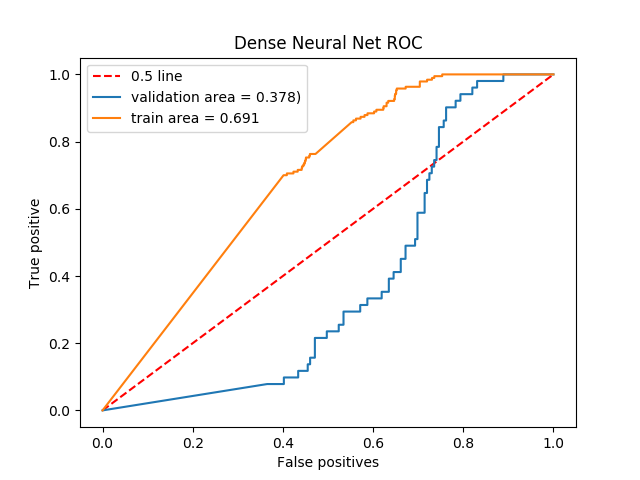 Dense Neural Net ROC
0.5 line
validation area = 0.378)
train area = 0.691
1.0
0.8
0.6
0.4
0.2
0.0
True positive
0.0 0.2 0.4 0.6 0.8 1.0
False positives